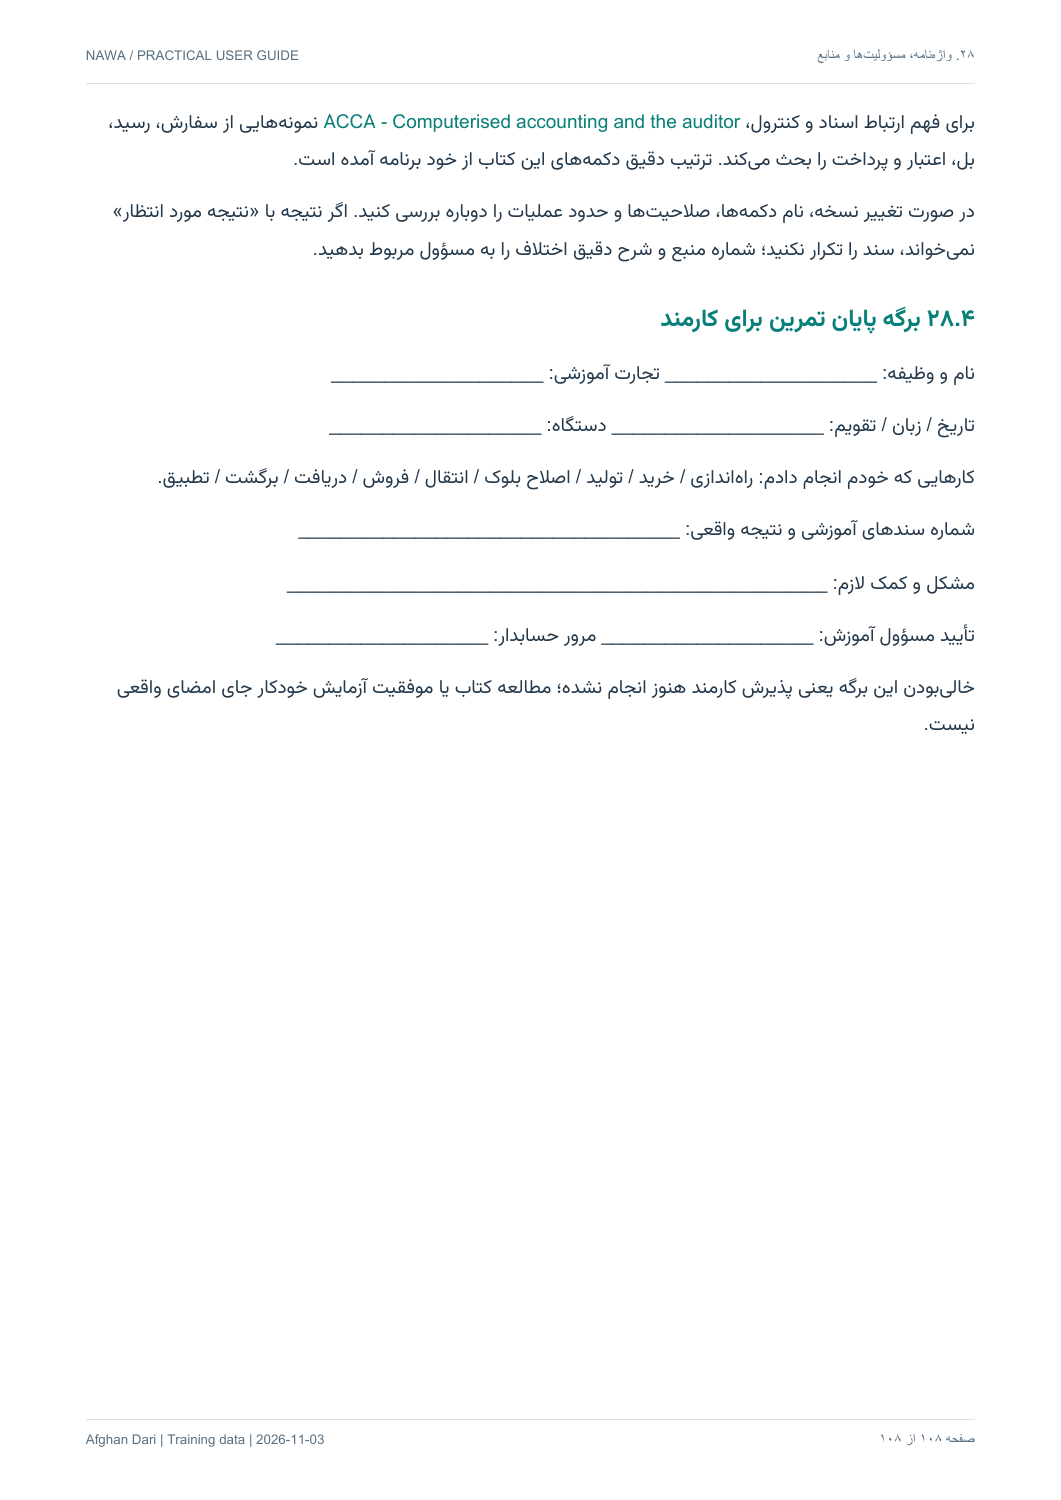 NAWA / PRACTICAL USER GUIDE
۲۸. واژه‌نامه، مسؤولیت‌ها و منابع
برای فهم ارتباط اسناد و کنترول، ACCA - Computerised accounting and the auditor نمونه‌هایی از سفارش، رسید،
بل، اعتبار و پرداخت را بحث می‌کند. ترتیب دقیق دکمه‌های این کتاب از خود برنامه آمده است.
در صورت تغییر نسخه، نام دکمه‌ها، صلاحیت‌ها و حدود عملیات را دوباره بررسی کنید. اگر نتیجه با «نتیجه مورد انتظار»
نمی‌خواند، سند را تکرار نکنید؛ شماره منبع و شرح دقیق اختلاف را به مسؤول مربوط بدهید.
۲۸.۴ برگه پایان تمرین برای کارمند
نام و وظیفه: ____________________ تجارت آموزشی: ____________________
تاریخ / زبان / تقویم: ____________________ دستگاه: ____________________
کارهایی که خودم انجام دادم: راه‌اندازی / خرید / تولید / اصلاح بلوک / انتقال / فروش / دریافت / برگشت / تطبیق.
شماره سندهای آموزشی و نتیجه واقعی: ____________________________________
مشکل و کمک لازم: ___________________________________________________
تأیید مسؤول آموزش: ____________________ مرور حسابدار: ____________________
خالی‌بودن این برگه یعنی پذیرش کارمند هنوز انجام نشده؛ مطالعه کتاب یا موفقیت آزمایش خودکار جای امضای واقعی
نیست.
Afghan Dari | Training data | 2026-11-03
صفحه ۱۰۸ از ۱۰۸